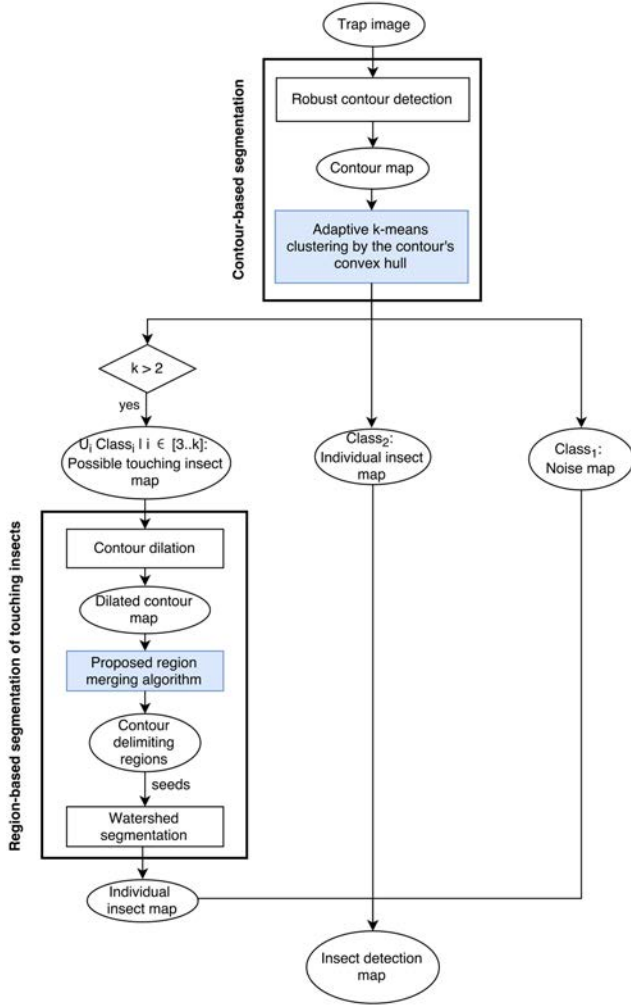 Trap image
Contour-based segmentation
Robust contour detection
Contour map
Adaptive k-means
clustering by the contour's
convex hull
k > 2
yes
U_i Class_i | i ∈ [3..k]:
Possible touching insect
map
Class_2:
Individual insect
map
Class_1:
Noise map
Region-based segmentation of touching insects
Contour dilation
Dilated contour
map
Proposed region
merging algorithm
Contour
delimiting
regions
seeds
Watershed
segmentation
Individual
insect map
Insect detection
map